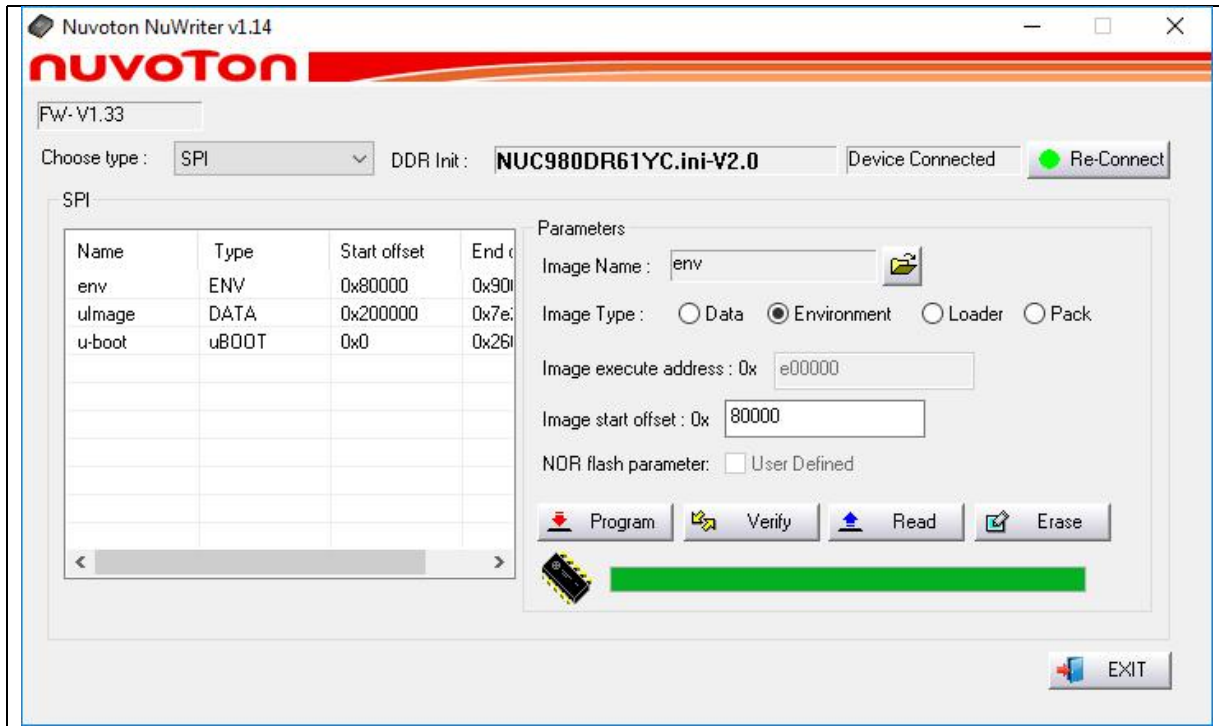 Nuvoton NuWriter v1.14
nuvoTon
FW- V1.33
Choose type : SPI DDR Init : NUC980DR61YC.ini-V2.0 Device Connected Re-Connect
SPI
Name Type Start offset End
env ENV 0x80000
uImage DATA 0x200000
u-boot uBOOT 0x0
Parameters
Image Name : env
Image Type : Data Environment Loader Pack
Image execute address : 0x e00000
Image start offset : 0x 80000
NOR flash parameter: User Defined
Program Verify Read Erase
EXIT